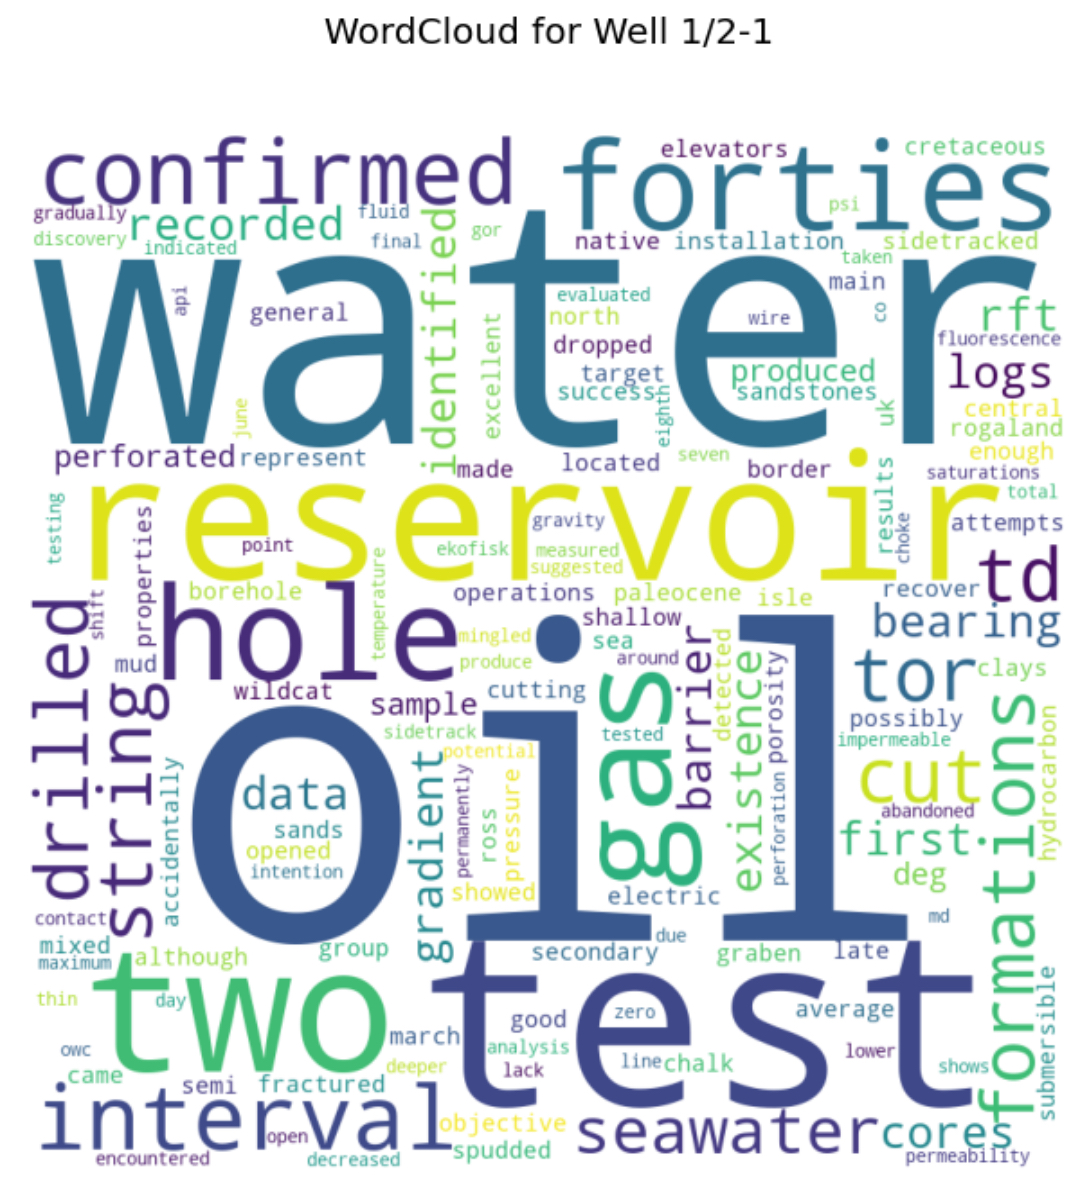 WordCloud for Well 1/2-1
confirmed
forties
elevators
cretaceous
gradually
recorded
fluid
psi
discovery
indicated
final
identified
gor
native
installation
sidetracked
taken
water
api
general
evaluated
north
wire
main
co
rft
fluorescence
dropped
target
success
produced
sandstones
logs
excellent
june
eighth
uk
central
rogaland
enough
perforated
represent
made
located
seven
border
saturations
results
total
testing
reservoir
properties
point
gravity
choke
attempts
ekofisk
measured
suggested
temperature
td
borehole
operations
paleocene
isle
recover
shift
hole
shallow
bearing
drilled
mingled
sea
mud
produce
around
barrier
detected
porosity
tor
clays
wildcat
sample
cutting
string
gas
existence
possibly
sidetrack
tested
impermeable
formations
hydrocarbon
oil
potential
accidentally
data
gradient
permanently
ross
pressure
perforation
cut
abandoned
sands
opened
intention
first
showed
electric
deg
contact
md
mixed
maximum
although
group
due
secondary
graben
late
thin
day
two
test
march
good
zero
average
submersible
owc
analysis
line
chalk
lower
shows
came
semi
fractured
deeper
lack
interval
open
objective
seawater
cores
encountered
decreased
spudded
permeability